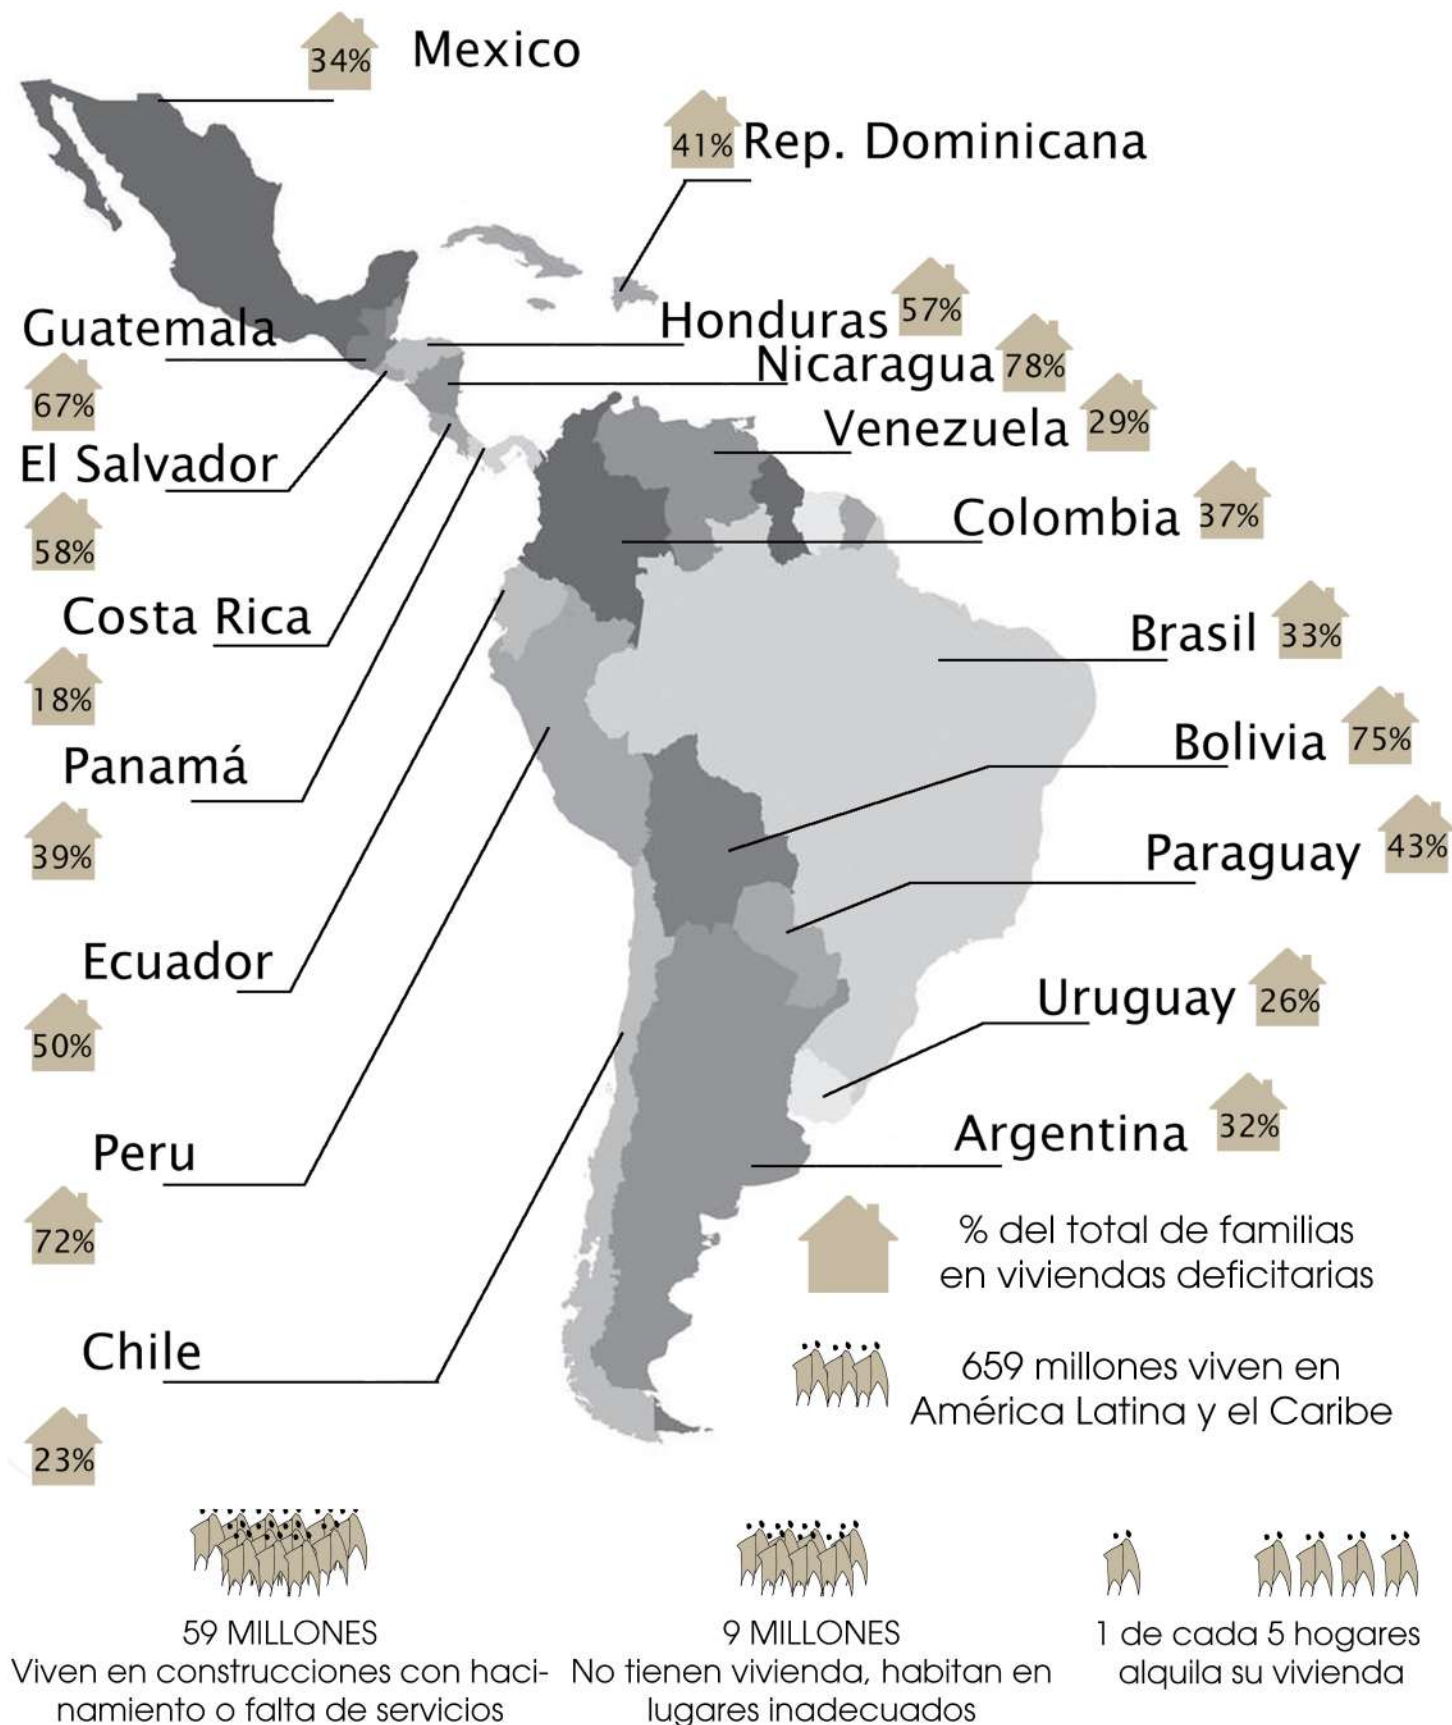 34% Mexico
41% Rep. Dominicana
Guatemala
67%
Honduras 57%
Nicaragua 78%
Venezuela 29%
El Salvador
58%
Colombia 37%
Costa Rica
18%
Brasil 33%
Panamá
39%
Bolivia 75%
Paraguay 43%
Ecuador
50%
Uruguay 26%
Peru
72%
Argentina 32%
% del total de familias
en viviendas deficitarias
Chile
23%
659 millones viven en
América Latina y el Caribe
59 MILLONES
Viven en construcciones con haci-
namiento o falta de servicios
9 MILLONES
No tienen vivienda, habitan en
lugares inadecuados
1 de cada 5 hogares
alquila su vivienda